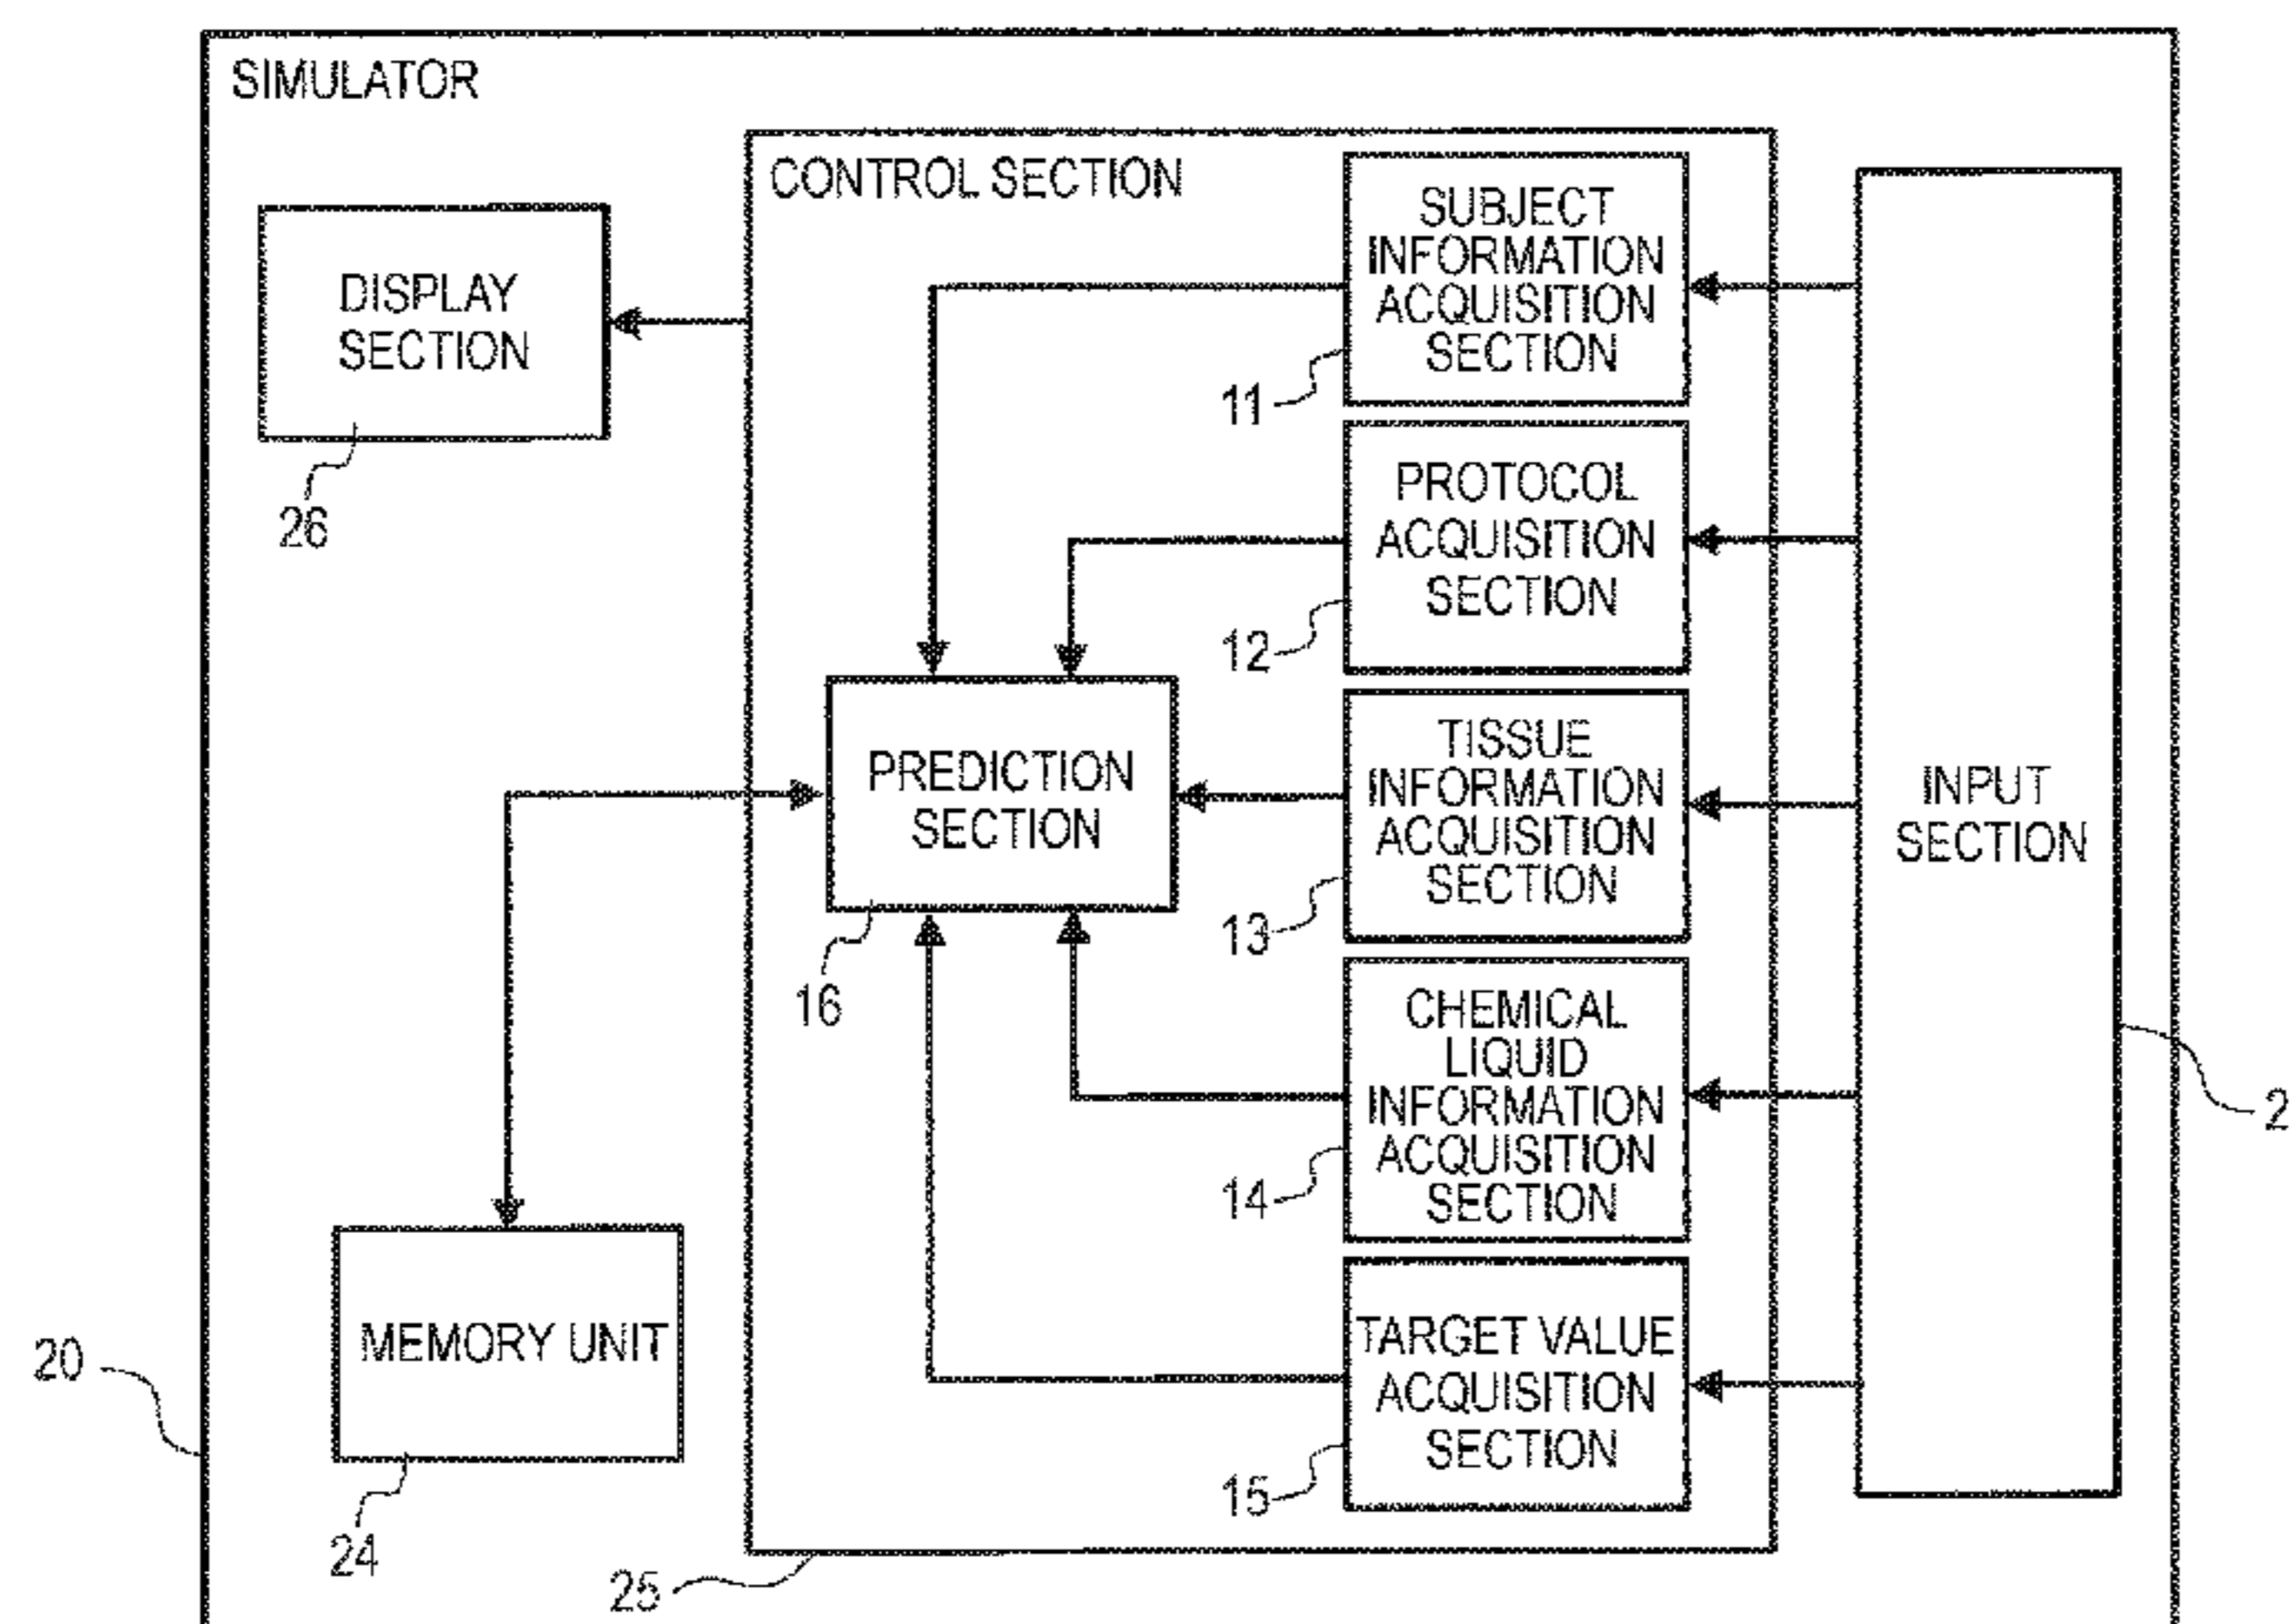 SIMULATOR
CONTROL SECTION
DISPLAY
SECTION
26
SUBJECT
INFORMATION
ACQUISITION
SECTION
11
PROTOCOL
ACQUISITION
SECTION
12
PREDICTION
SECTION
16
TISSUE
INFORMATION
ACQUISITION
SECTION
13
INPUT
SECTION
CHEMICAL
LIQUID
INFORMATION
ACQUISITION
SECTION
14
2
MEMORY UNIT
24
20
TARGET VALUE
ACQUISITION
SECTION
15
25